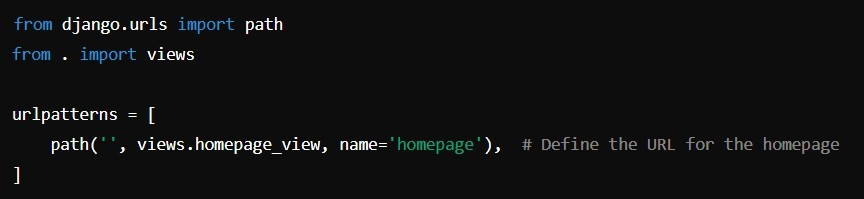 from django.urls import path
from . import views
urlpatterns = [
    path('', views.homepage_view, name='homepage'),  # Define the URL for the homepage
]